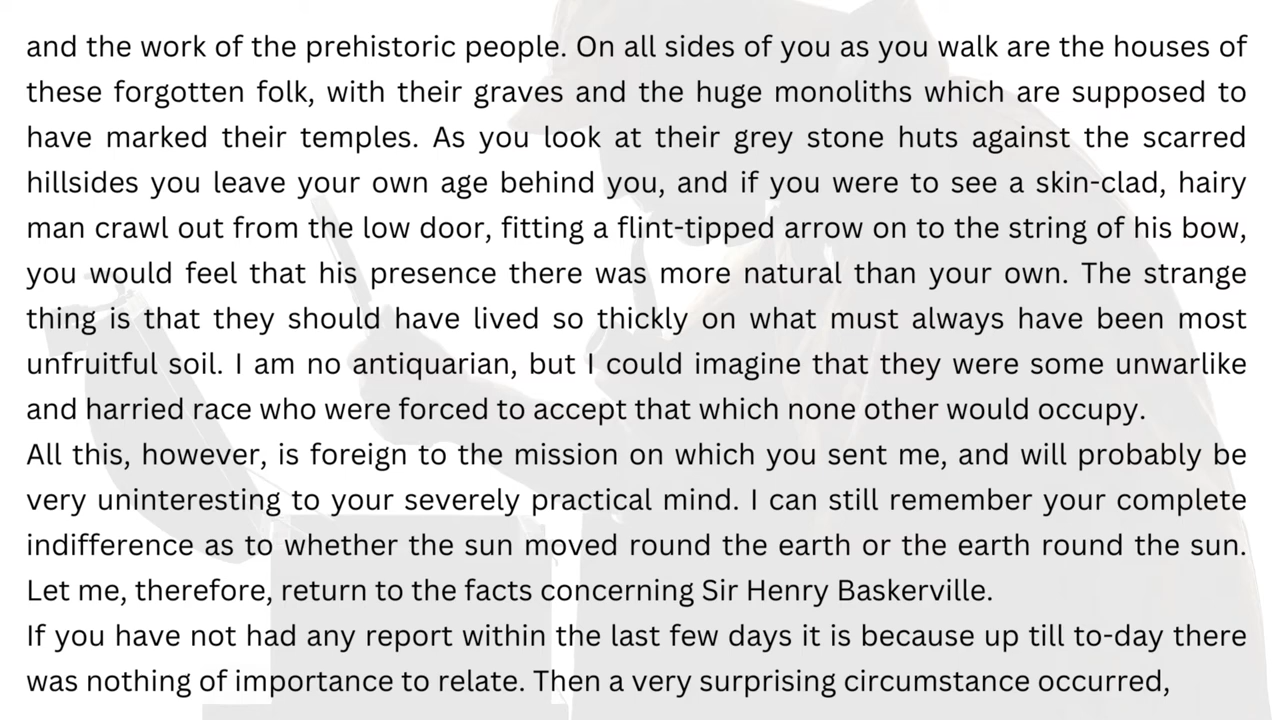 and the work of the prehistoric people. On all sides of you as you walk are the houses of
these forgotten folk, with their graves and the huge monoliths which are supposed to
have marked their temples. As you look at their grey stone huts against the scarred
hillsides you leave your own age behind you, and if you were to see a skin-clad, hairy
man crawl out from the low door, fitting a flint-tipped arrow on to the string of his bow,
you would feel that his presence there was more natural than your own. The strange
thing is that they should have lived so thickly on what must always have been most
unfruitful soil. I am no antiquarian, but I could imagine that they were some unwarlike
and harried race who were forced to accept that which none other would occupy.
All this, however, is foreign to the mission on which you sent me, and will probably be
very uninteresting to your severely practical mind. I can still remember your complete
indifference as to whether the sun moved round the earth or the earth round the sun.
Let me, therefore, return to the facts concerning Sir Henry Baskerville.
If you have not had any report within the last few days it is because up till to-day there
was nothing of importance to relate. Then a very surprising circumstance occurred,